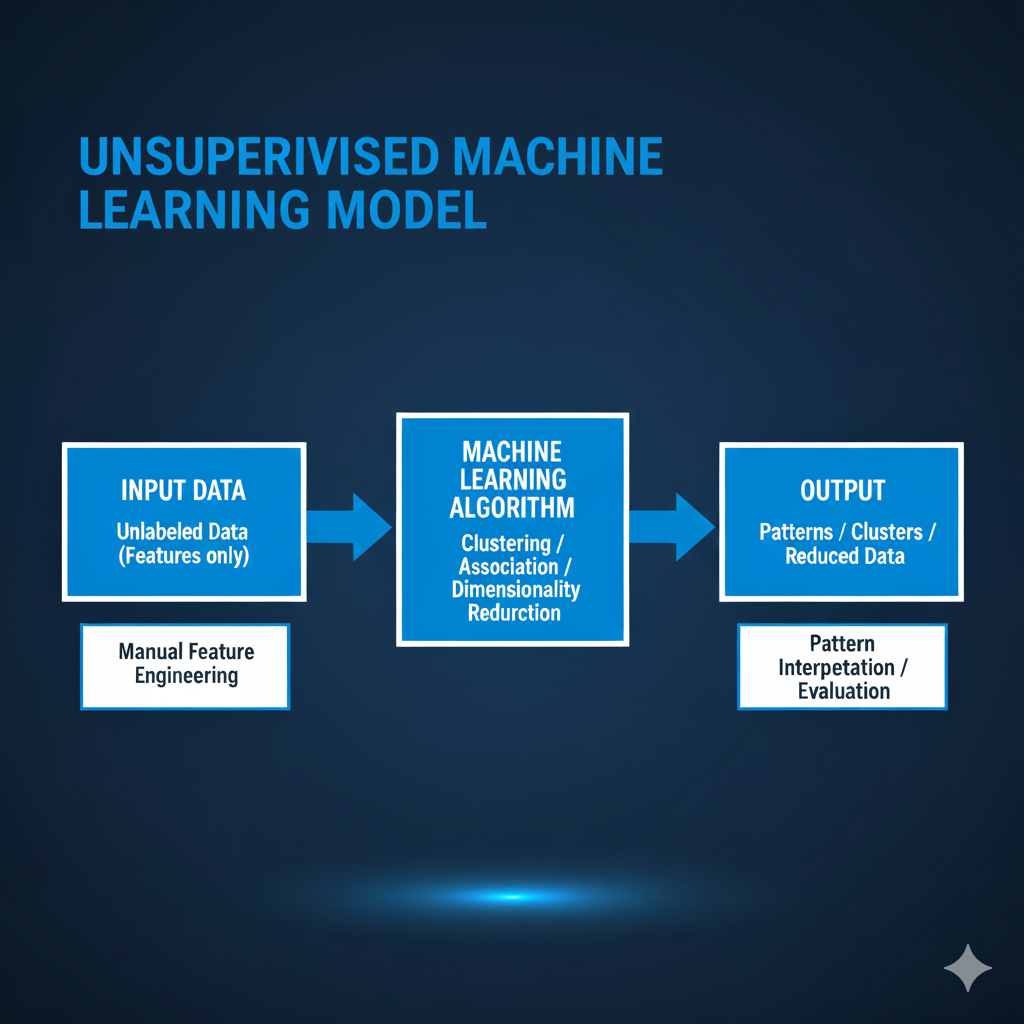 UNSUPERIVISED MACHINE
LEARNING MODEL
INPUT DATA
Unlabeled Data
(Features only)
Manual Feature
Engineering
MACHINE
LEARNING
ALGORITHM
Clustering /
Association /
Dimensionality
Redurction
OUTPUT
Patterns / Clusters /
Reduced Data
Pattern
Interpetation /
Evaluation